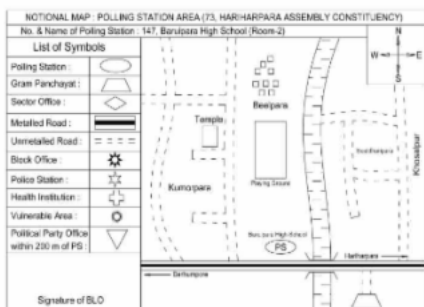 NOTIONAL MAP : POLLING STATION AREA (73, HARIHARPARA ASSEMBLY CONSTITUENCY)
No. & Name of Polling Station : 147, Baruipara High School (Room-2)
List of Symbols
Polling Station :
Gram Panchayat :
Sector Office :
Metalled Road :
Unmetalled Road :
Block Office :
Police Station :
Health Institution :
Vulnerable Area :
Political Party Office
within 200 m of PS :
Signature of BLO
N
W
E
S
Temple
Kumorpara
Playing Ground
Baruipara High School
PS
Khosalpur
Hariharpara